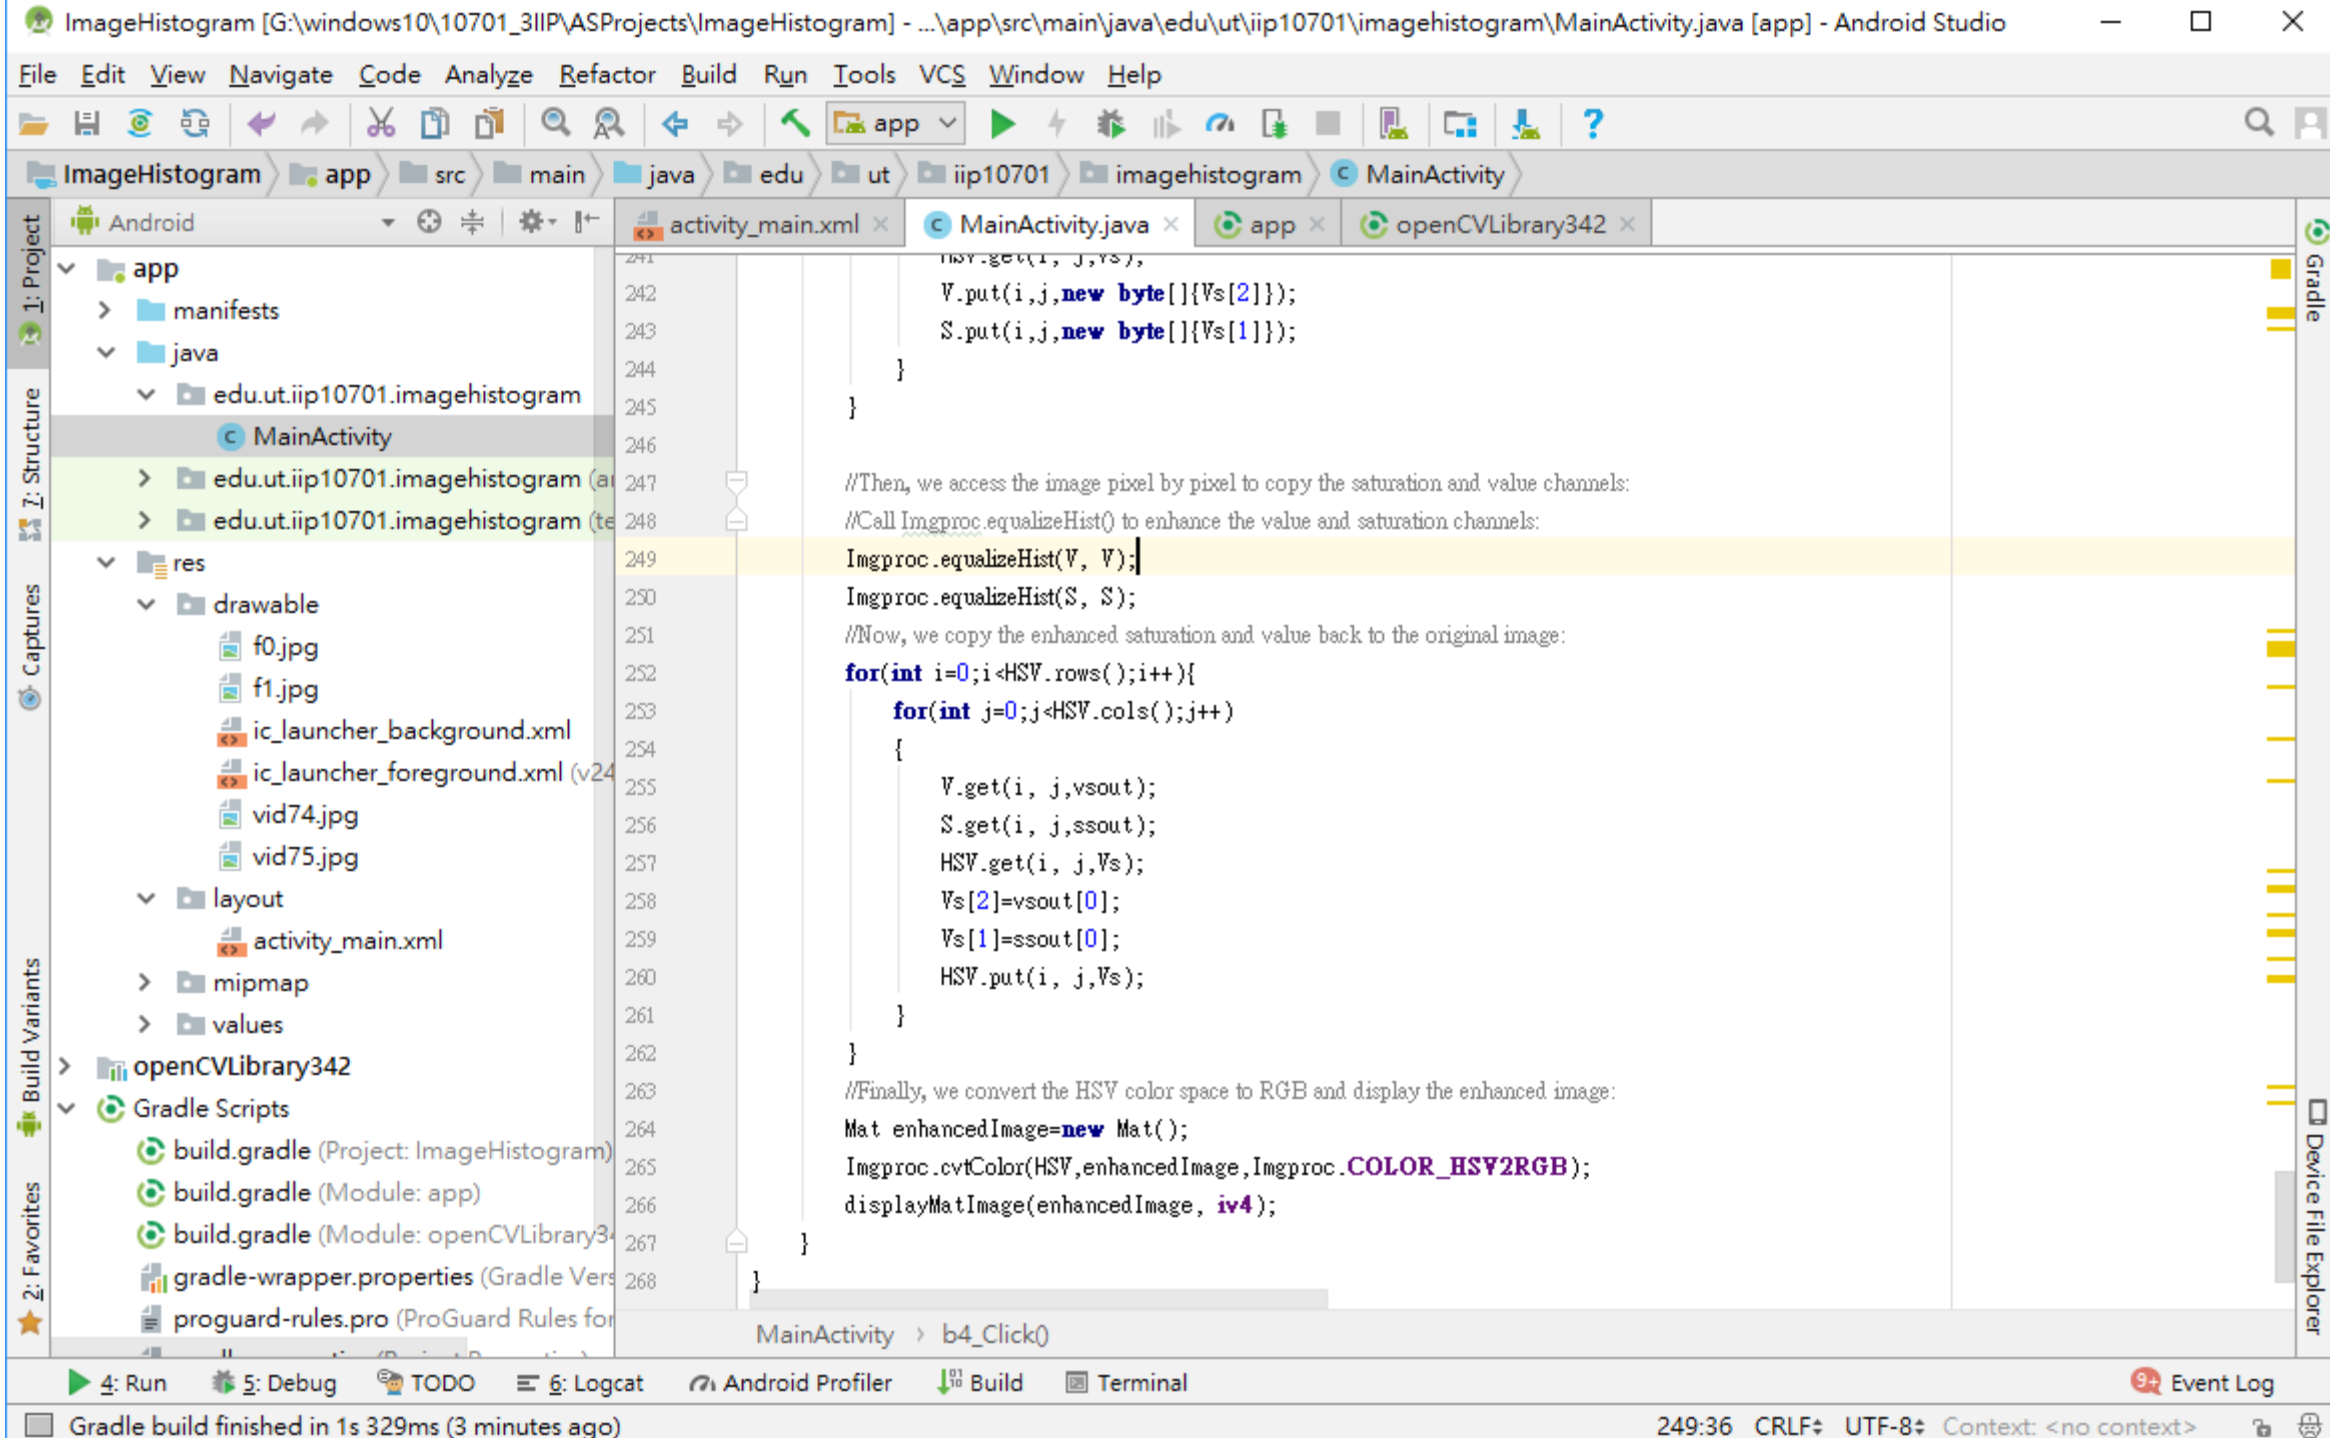 ImageHistogram [G:\windows10\10701_3IIP\ASProjects\ImageHistogram] - ...\app\src\main\java\edu\ut\iip10701\imagehistogram\MainActivity.java [app] - Android Studio
File Edit View Navigate Code Analyze Refactor Build Run Tools VCS Window Help
app
ImageHistogram app src main java edu ut iip10701 imagehistogram MainActivity
Android
activity_main.xml MainActivity.java app openCVLibrary342
1: Project
7: Structure
Captures
Build Variants
2: Favorites
app
manifests
java
edu.ut.iip10701.imagehistogram
MainActivity
edu.ut.iip10701.imagehistogram (a
edu.ut.iip10701.imagehistogram (te
res
drawable
f0.jpg
f1.jpg
ic_launcher_background.xml
ic_launcher_foreground.xml (v24
vid74.jpg
vid75.jpg
layout
activity_main.xml
mipmap
values
openCVLibrary342
Gradle Scripts
build.gradle (Project: ImageHistogram)
build.gradle (Module: app)
build.gradle (Module: openCVLibrary3
gradle-wrapper.properties (Gradle Vers
proguard-rules.pro (ProGuard Rules for
241 HSV.get(i, j,Vs);
242 V.put(i,j,new byte[]{Vs[2]});
243 S.put(i,j,new byte[]{Vs[1]});
244 }
245 }
246
247 //Then, we access the image pixel by pixel to copy the saturation and value channels:
248 //Call Imgproc.equalizeHist() to enhance the value and saturation channels:
249 Imgproc.equalizeHist(V, V);
250 Imgproc.equalizeHist(S, S);
251 //Now, we copy the enhanced saturation and value back to the original image:
252 for(int i=0;i<HSV.rows();i++){
253 for(int j=0;j<HSV.cols();j++)
254 {
255 V.get(i, j,vsout);
256 S.get(i, j,ssout);
257 HSV.get(i, j,Vs);
258 Vs[2]=vsout[0];
259 Vs[1]=ssout[0];
260 HSV.put(i, j,Vs);
261 }
262 }
263 //Finally, we convert the HSV color space to RGB and display the enhanced image:
264 Mat enhancedImage=new Mat();
265 Imgproc.cvtColor(HSV,enhancedImage,Imgproc.COLOR_HSV2RGB);
266 displayMatImage(enhancedImage, iv4);
267 }
268 }
MainActivity › b4_Click()
Gradle
Device File Explorer
4: Run 5: Debug TODO 6: Logcat Android Profiler Build Terminal 9+ Event Log
Gradle build finished in 1s 329ms (3 minutes ago) 249:36 CRLF UTF-8 Context: <no context>